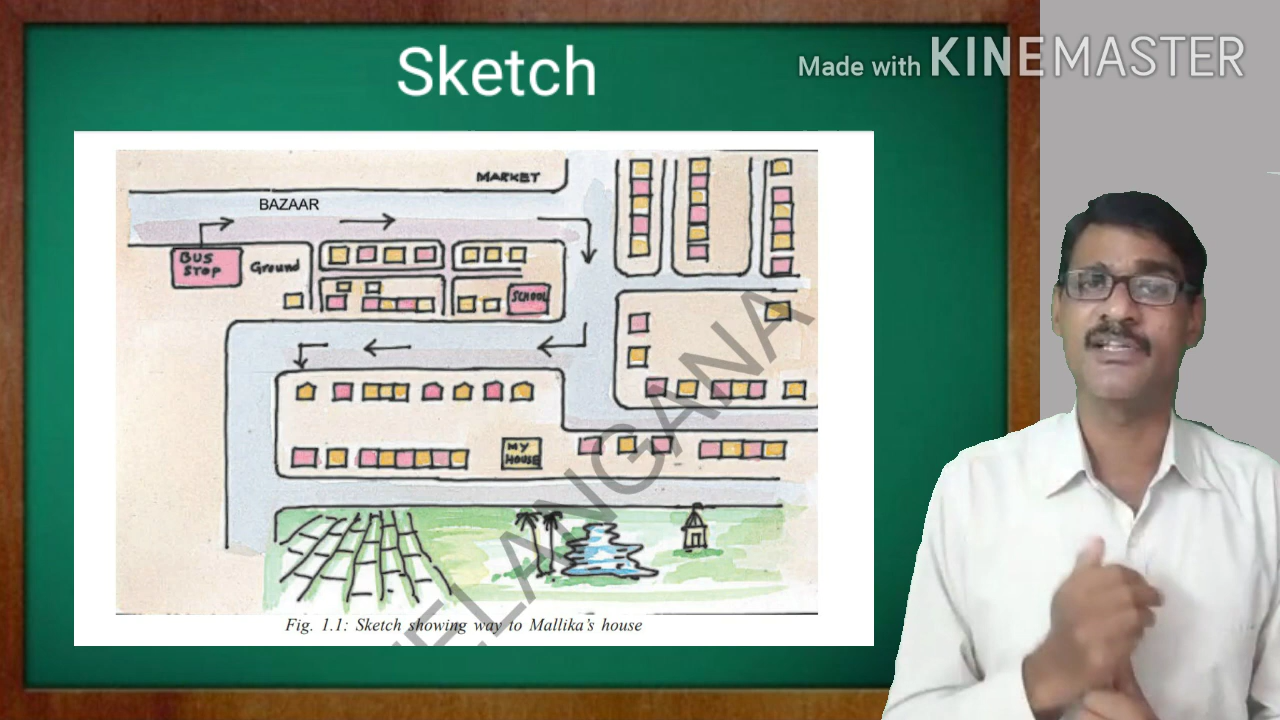 Sketch
Made with KINEMASTER
MARKET
BAZAAR
BUS
STOP
Ground
SCHOOL
MY
HOUSE
TELANGANA
Fig. 1.1: Sketch showing way to Mallika's house